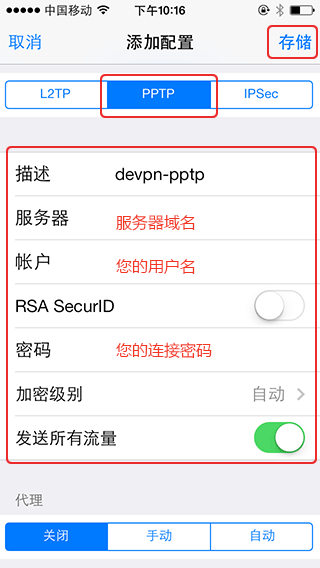 中国移动 下午10:16
取消 添加配置 存储
L2TP PPTP IPSec
描述 devpn-pptp
服务器 服务器域名
帐户 您的用户名
RSA SecurID
密码 您的连接密码
加密级别 自动
发送所有流量
代理
关闭 手动 自动